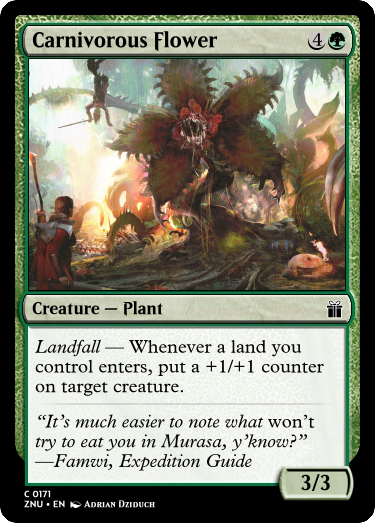 Carnivorous Flower 4
Creature — Plant
Landfall — Whenever a land you
control enters, put a +1/+1 counter
on target creature.
“It’s much easier to note what won’t
try to eat you in Murasa, y’know?”
—Famwi, Expedition Guide
3/3
C 0171
ZNU • EN Adrian Dziduch